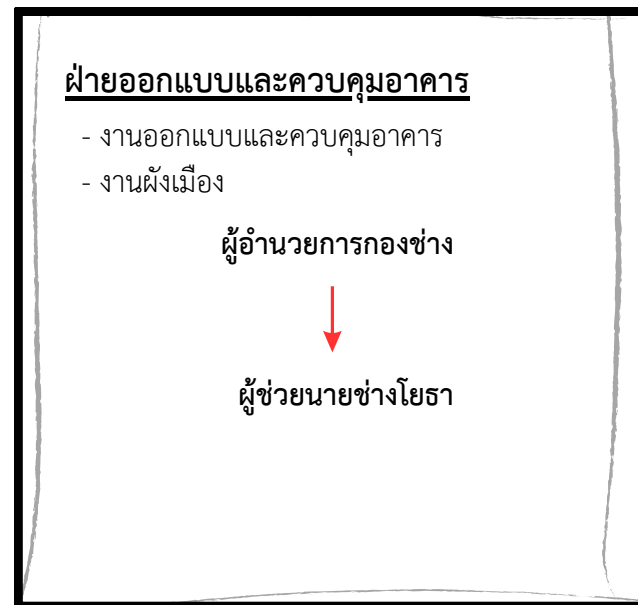 ฝ่ายออกแบบและควบคุมอาคาร
- งานออกแบบและควบคุมอาคาร
- งานผังเมือง
ผู้อำนวยการกองช่าง
ผู้ช่วยนายช่างโยธา